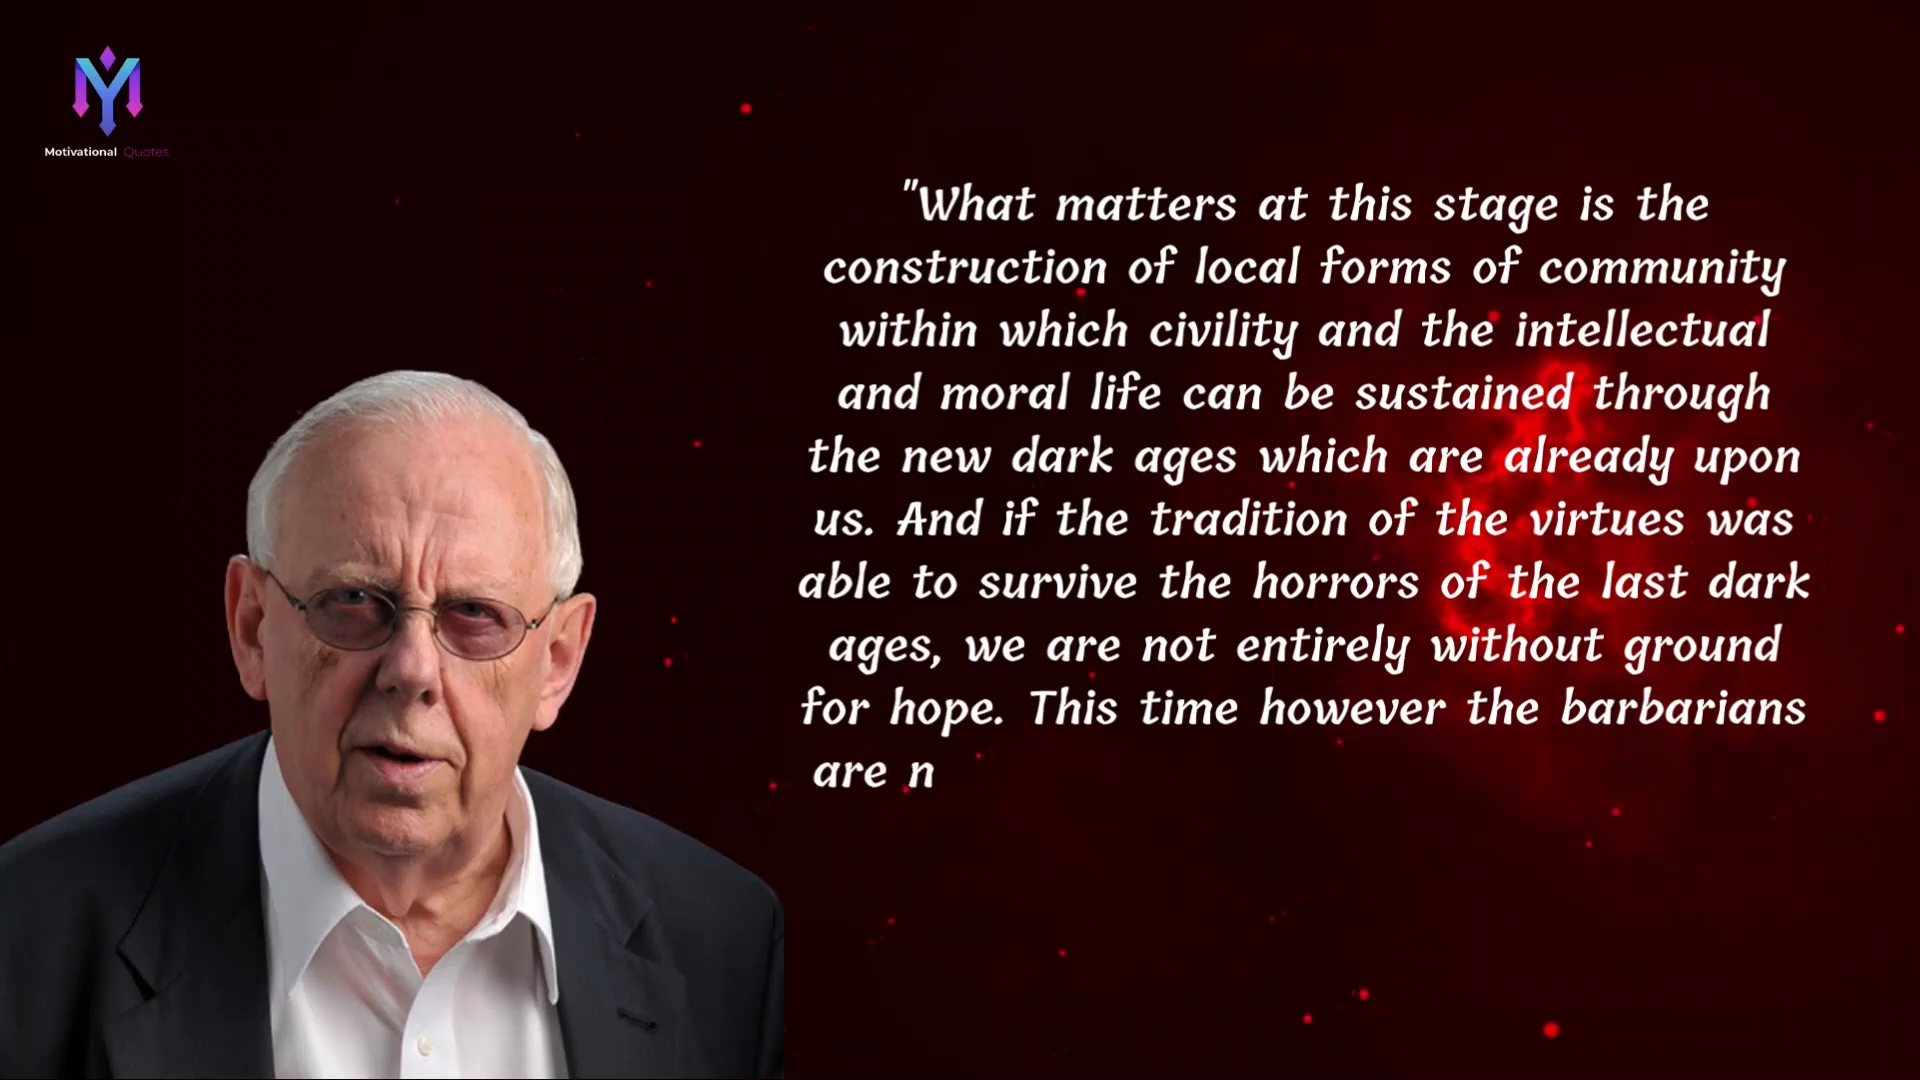 Motivational Quotes
"What matters at this stage is the
construction of local forms of community
within which civility and the intellectual
and moral life can be sustained through
the new dark ages which are already upon
us. And if the tradition of the virtues was
able to survive the horrors of the last dark
ages, we are not entirely without ground
for hope. This time however the barbarians
are n